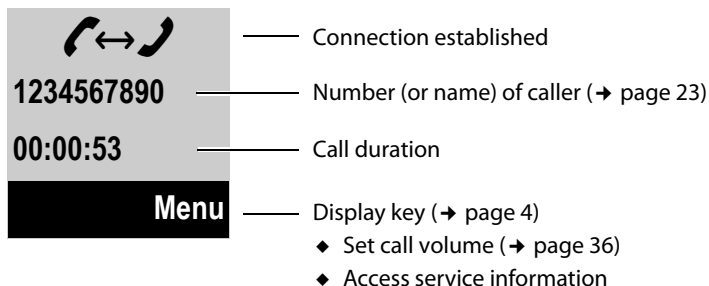 Connection established
1234567890
Number (or name) of caller (➔ page 23)
00:00:53
Call duration
Menu
Display key (➔ page 4)
◆ Set call volume (➔ page 36)
◆ Access service information